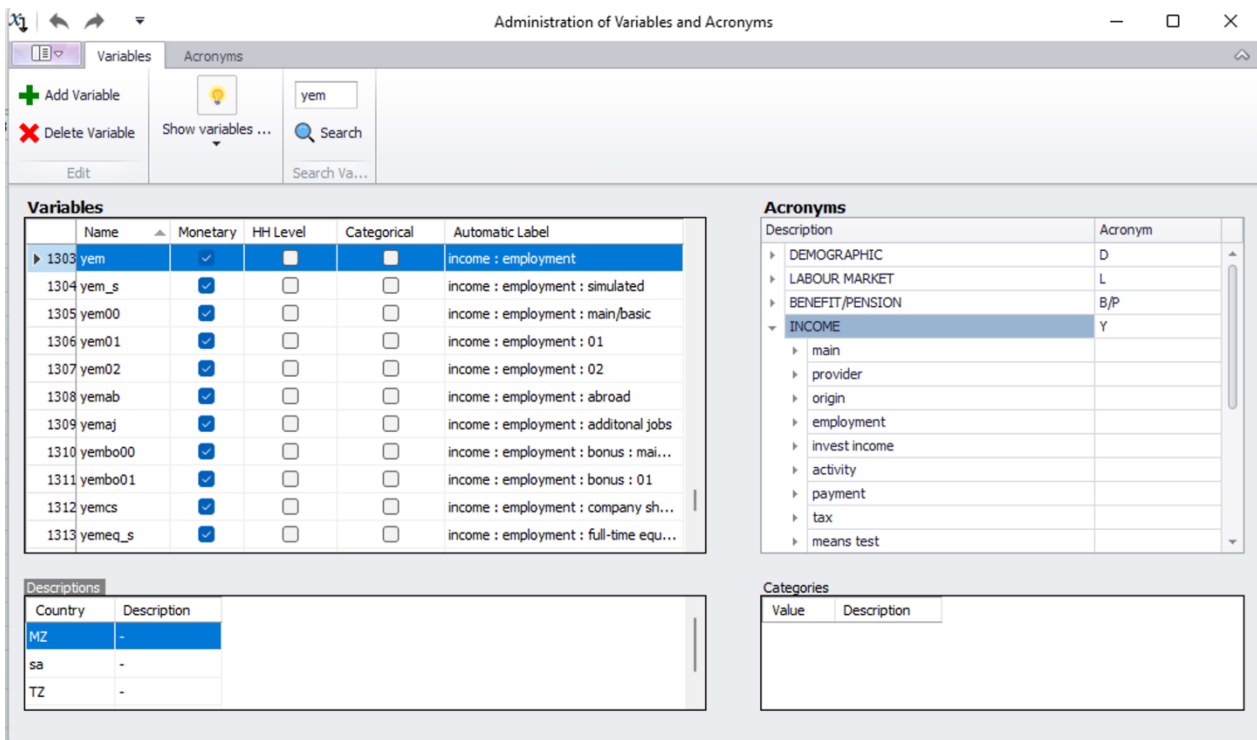 Administration of Variables and Acronyms
Variables Acronyms
Add Variable
Delete Variable
Edit
Show variables ...
yem
Search
Search Va...
Variables
Name Monetary HH Level Categorical Automatic Label
1303 yem income : employment
1304 yem_s income : employment : simulated
1305 yem00 income : employment : main/basic
1306 yem01 income : employment : 01
1307 yem02 income : employment : 02
1308 yemab income : employment : abroad
1309 yemaj income : employment : additonal jobs
1310 yembo00 income : employment : bonus : mai...
1311 yembo01 income : employment : bonus : 01
1312 yemcs income : employment : company sh...
1313 yemeq_s income : employment : full-time equ...
Acronyms
Description Acronym
DEMOGRAPHIC D
LABOUR MARKET L
BENEFIT/PENSION B/P
INCOME Y
main
provider
origin
employment
invest income
activity
payment
tax
means test
Descriptions
Country Description
MZ -
sa -
TZ -
Categories
Value Description